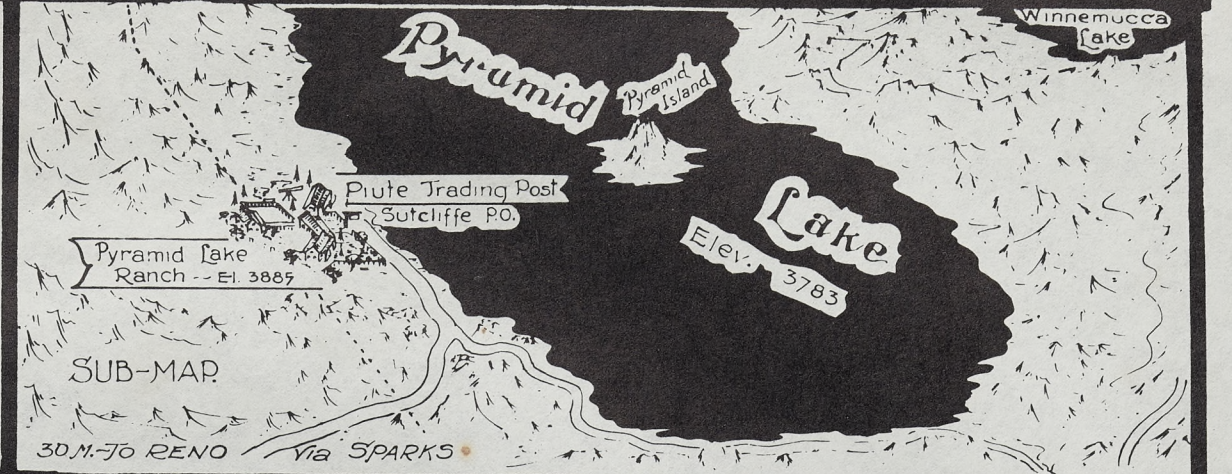 Winnemucca
Lake
Pyramid
Pyramid
Island
Piute Trading Post
Sutcliffe P.O.
Lake
Elev. 3783
Pyramid Lake
Ranch -- El. 3885
SUB-MAP.
30 M.-TO RENO via SPARKS